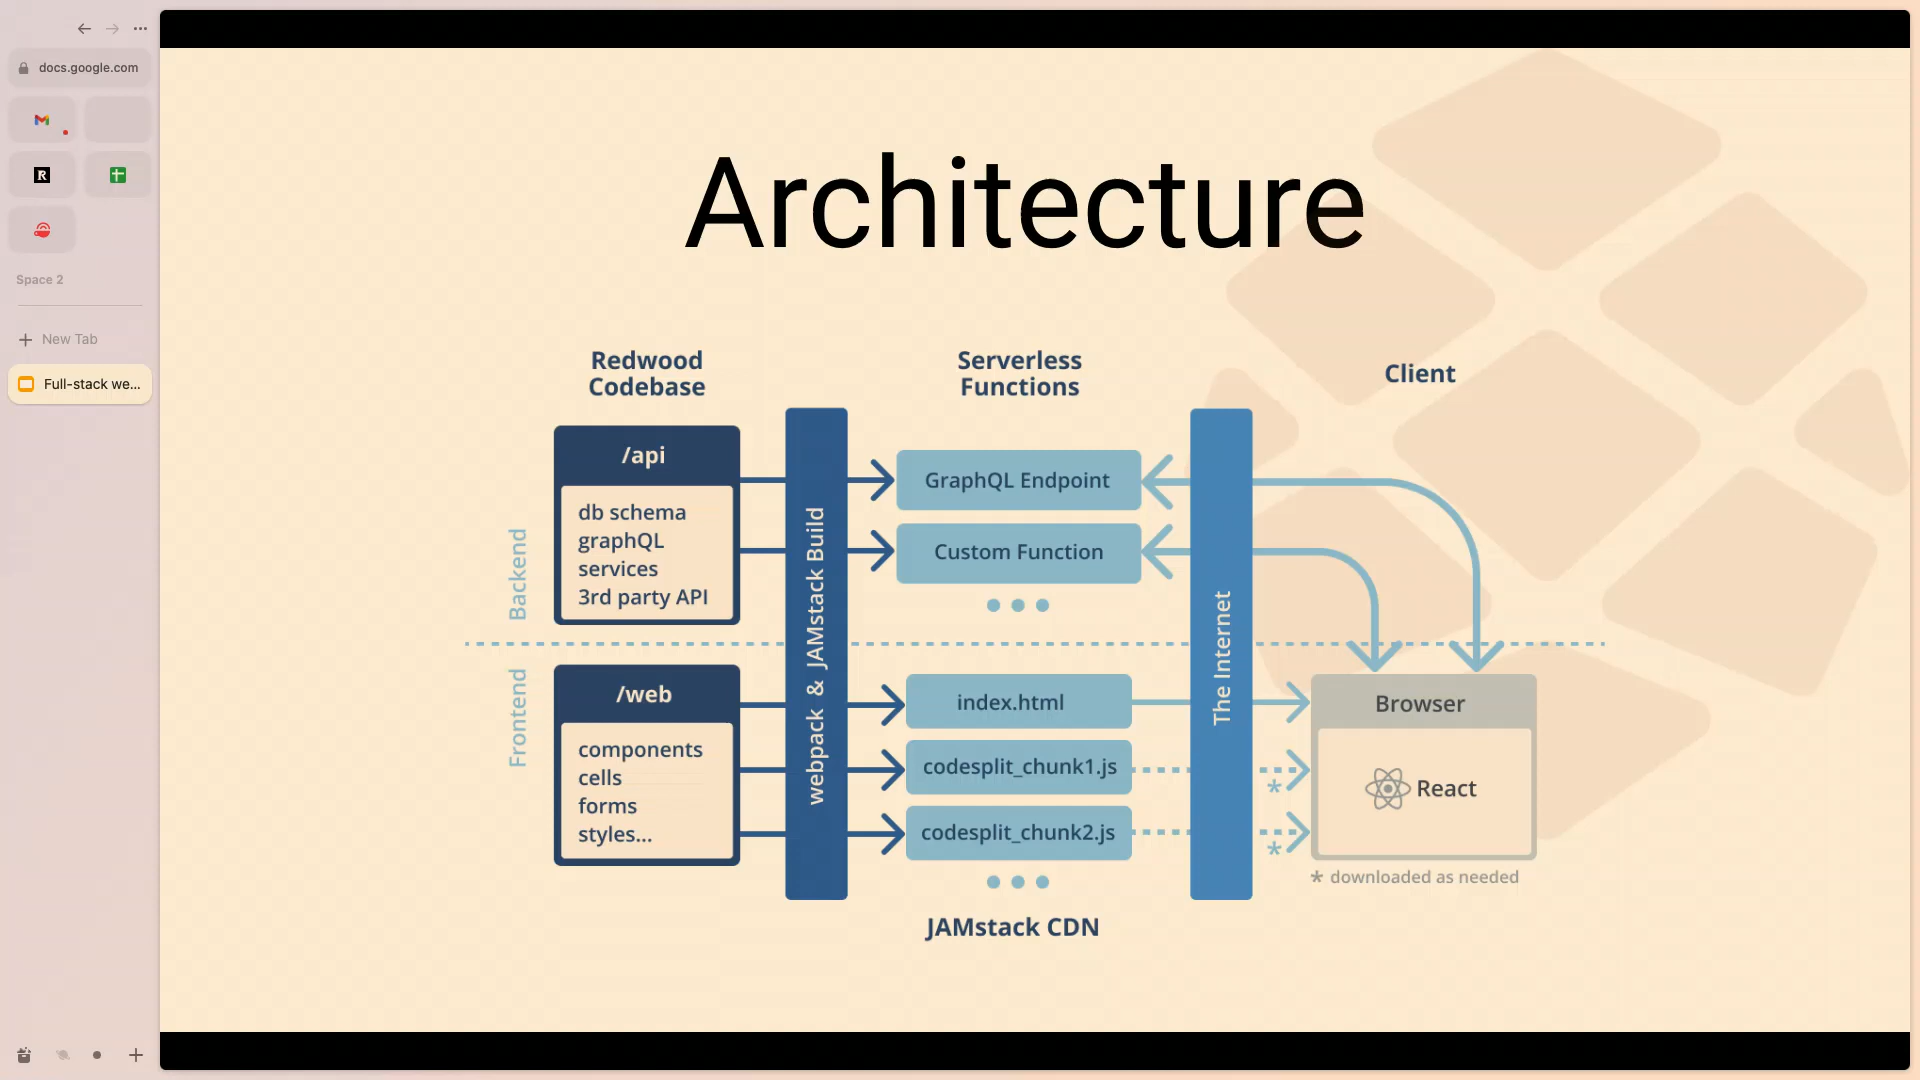 docs.google.com
R
Space 2
New Tab
Full-stack we...
Architecture
Redwood
Codebase
Serverless
Functions
Client
/api
db schema
graphQL
services
3rd party API
Backend
webpack & JAMstack Build
GraphQL Endpoint
Custom Function
The Internet
Frontend
/web
components
cells
forms
styles...
index.html
codesplit_chunk1.js
codesplit_chunk2.js
*
*
Browser
React
* downloaded as needed
JAMstack CDN